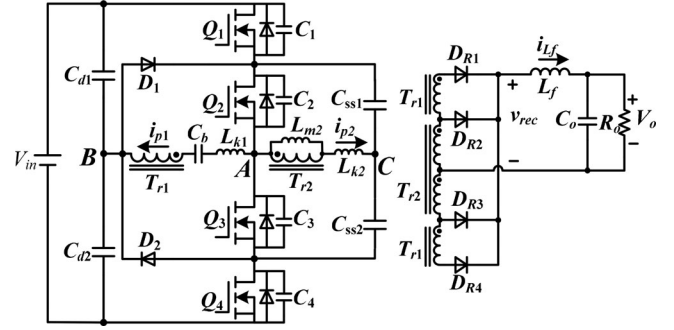 Q1 C1
Cd1 D1
Q2 C2 Css1
Vin B ip1 Cb Lk1 A Lm2 ip2 Lk2 C
Tr1 Tr2
Cd2 D2
Q3 C3 Css2
Q4 C4
Tr1 DR1 + iLf Lf
DR2 vrec Co Ro + Vo
− −
Tr2 DR3
Tr1 DR4